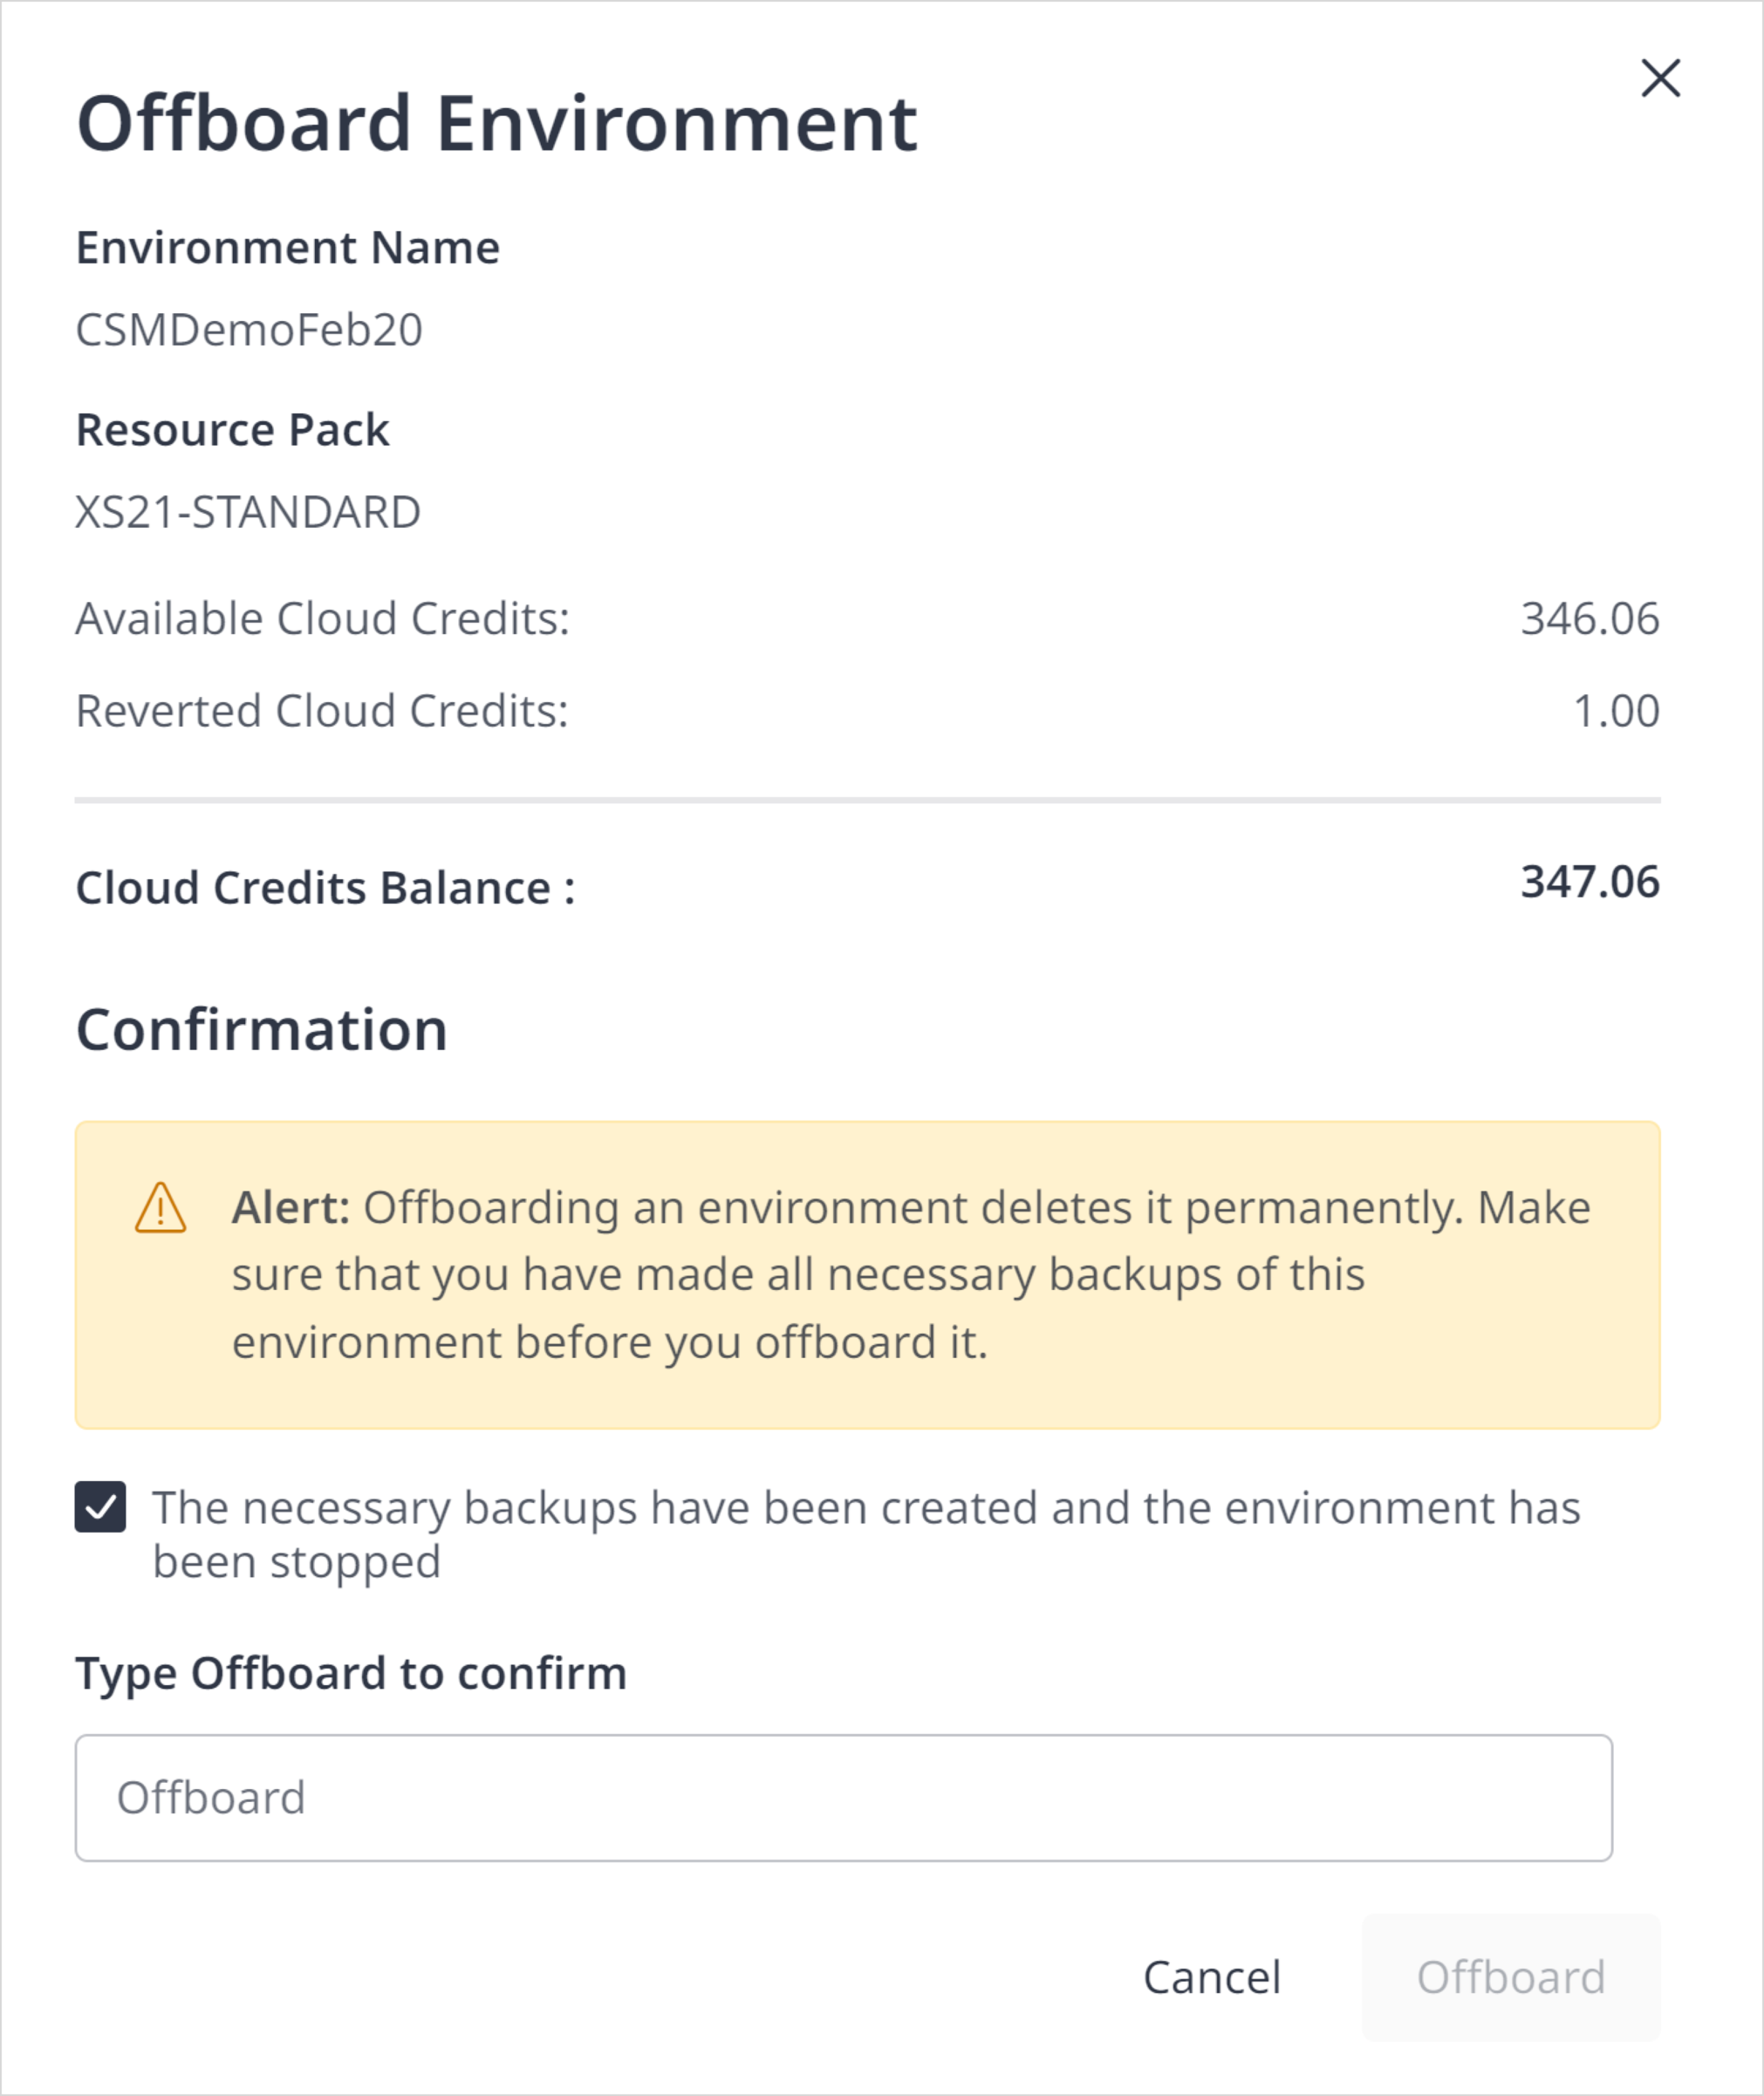 Offboard Environment
Environment Name
CSMDemoFeb20
Resource Pack
XS21-STANDARD
Available Cloud Credits: 346.06
Reverted Cloud Credits: 1.00
Cloud Credits Balance : 347.06
Confirmation
Alert: Offboarding an environment deletes it permanently. Make
sure that you have made all necessary backups of this
environment before you offboard it.
The necessary backups have been created and the environment has
been stopped
Type Offboard to confirm
Offboard
Cancel Offboard